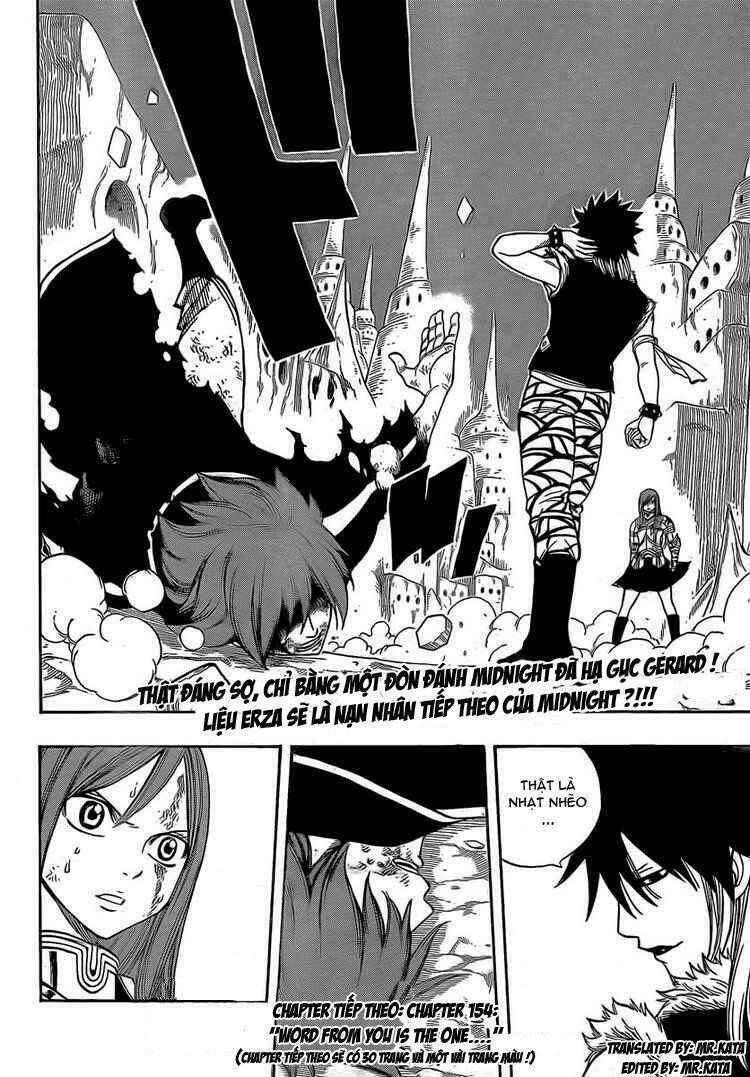 ドドド
THẬT ĐÁNG SỢ, CHỈ BẰNG MỘT ĐÒN ĐÁNH MIDNIGHT ĐÃ HẠ GỤC GERARD !
LIỆU ERZA SẼ LÀ NẠN NHÂN TIẾP THEO CỦA MIDNIGHT ?!!!
THẬT LÀ
NHẠT NHẼO
...
CHAPTER TIẾP THEO: CHAPTER 154:
"WORD FROM YOU IS THE ONE....!"
(CHAPTER TIẾP THEO SẼ CÓ 30 TRANG VÀ MỘT VÀI TRANG MÀU !)
TRANSLATED BY: MR.KATA
EDITED BY: MR.KATA